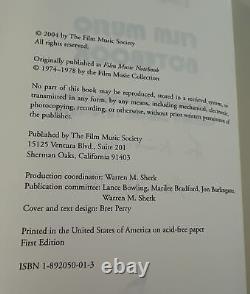 © 2004 by The Film Music Society
All rights reserved.
Originally published in Film Music Notebook
© 1974–1978 by the Film Music Collection
No part of this book may be reproduced, stored in a retrieval system, or
transmitted in any form, by any means, including mechanical, electronic,
photocopying, recording, or otherwise, without prior written permission of
the publisher.
Published by The Film Music Society
15125 Ventura Blvd., Suite 201
Sherman Oaks, California 91403
Production coordinator: Warren M. Sherk
Publication committee: Lance Bowling, Marilee Bradford, Jon Burlingame,
Warren M. Sherk
Cover and text design: Bret Perry
Printed in the United States of America on acid-free paper
First Edition
ISBN 1-892050-01-3